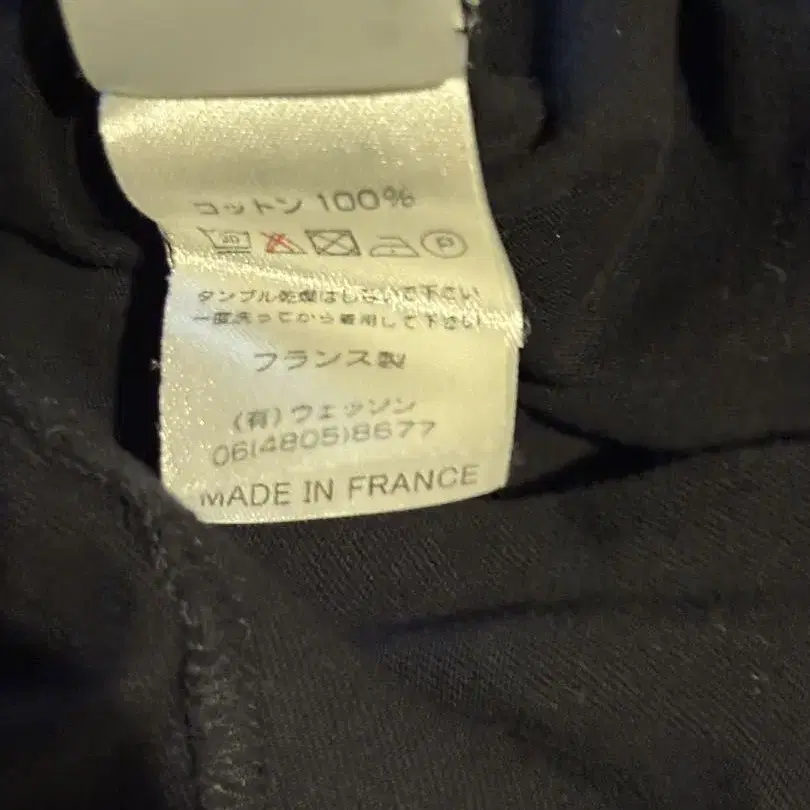 コットン 100%
30 P
タンブル乾燥はしないで下さい
一度洗ってから着用して下さい
フランス製
(有)ウェッソン
06(4805)8677
MADE IN FRANCE